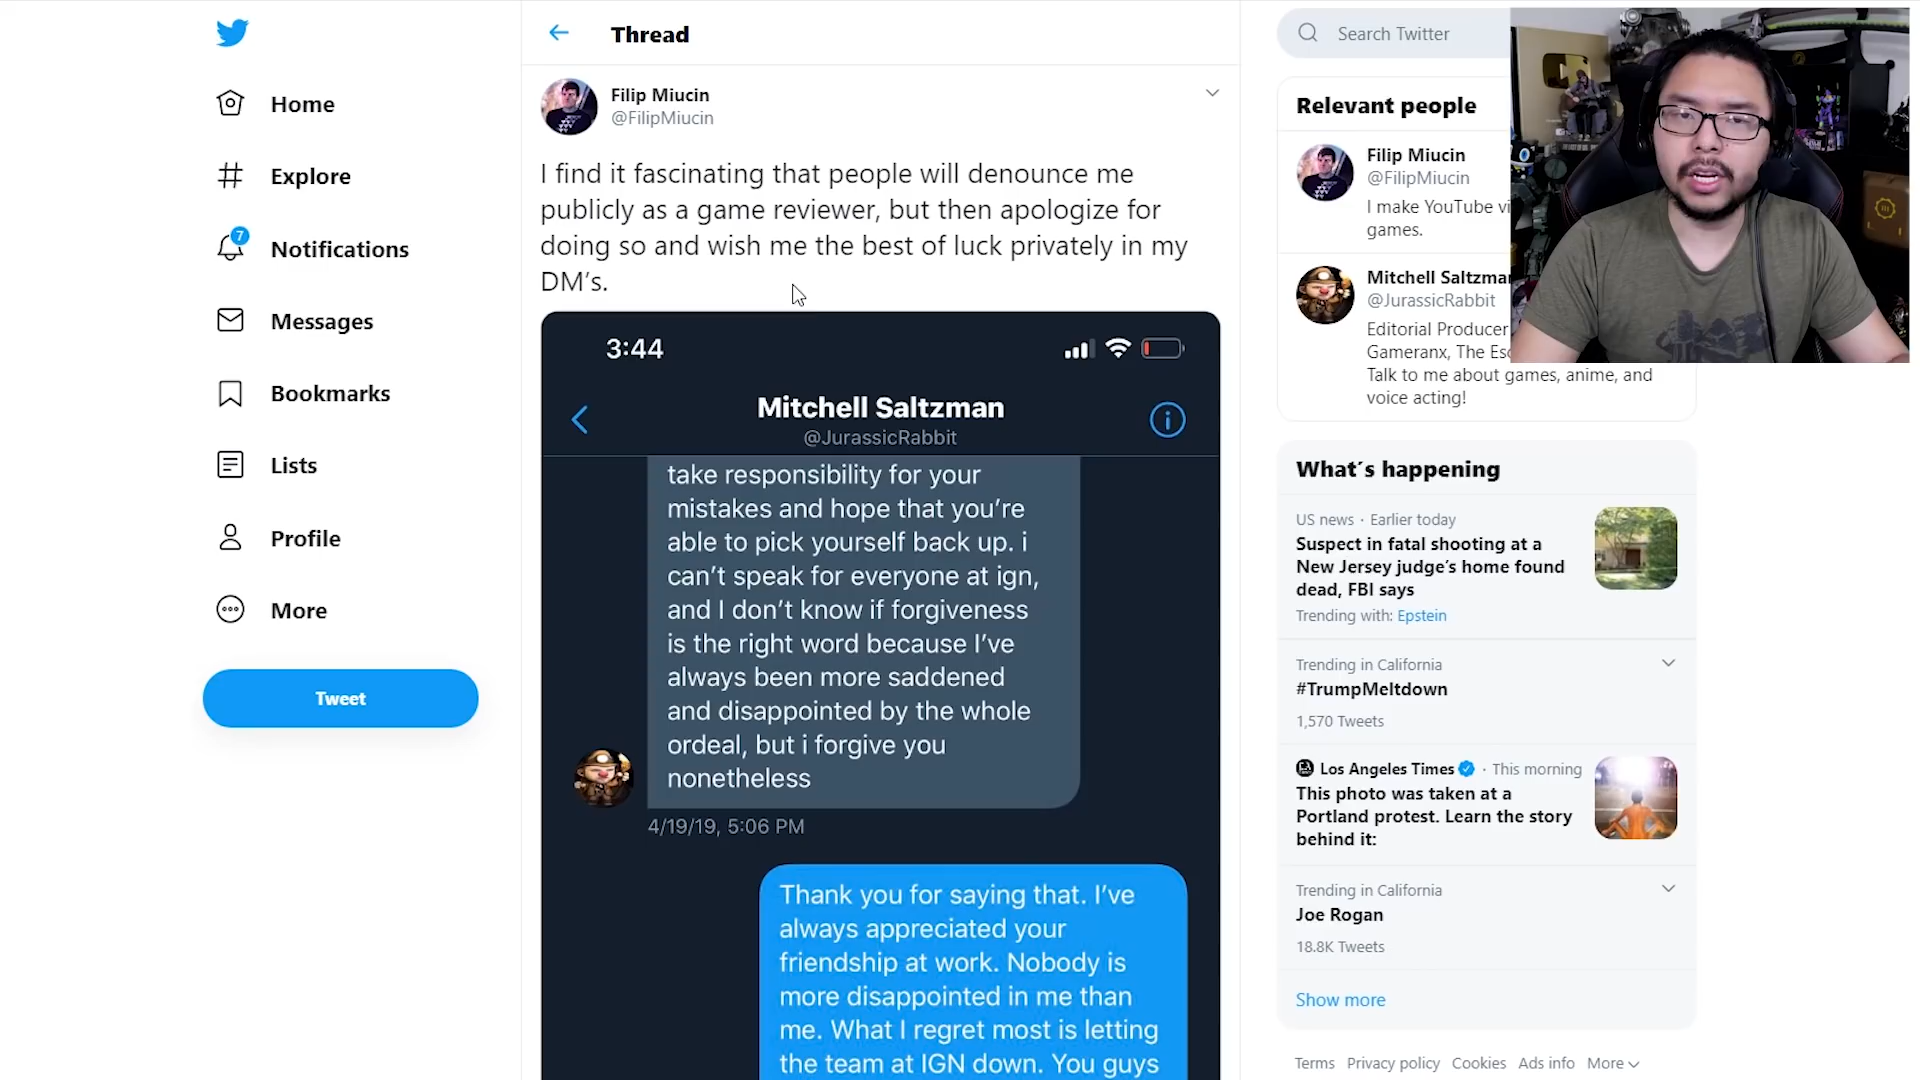 Home
Explore
7
Notifications
Messages
Bookmarks
Lists
Profile
More
Tweet
Thread
Filip Miucin
@FilipMiucin
I find it fascinating that people will denounce me
publicly as a game reviewer, but then apologize for
doing so and wish me the best of luck privately in my
DM's.
3:44
Mitchell Saltzman
@JurassicRabbit
take responsibility for your
mistakes and hope that you're
able to pick yourself back up. i
can't speak for everyone at ign,
and I don't know if forgiveness
is the right word because I've
always been more saddened
and disappointed by the whole
ordeal, but i forgive you
nonetheless
4/19/19, 5:06 PM
Thank you for saying that. I've
always appreciated your
friendship at work. Nobody is
more disappointed in me than
me. What I regret most is letting
the team at IGN down. You guys
Search Twitter
Relevant people
Filip Miucin
@FilipMiucin
I make YouTube vi
games.
Mitchell Saltzman
@JurassicRabbit
Editorial Producer
Gameranx, The Es
Talk to me about games, anime, and
voice acting!
What's happening
US news · Earlier today
Suspect in fatal shooting at a
New Jersey judge's home found
dead, FBI says
Trending with: Epstein
Trending in California
#TrumpMeltdown
1,570 Tweets
Los Angeles Times · This morning
This photo was taken at a
Portland protest. Learn the story
behind it:
Trending in California
Joe Rogan
18.8K Tweets
Show more
Terms Privacy policy Cookies Ads info More